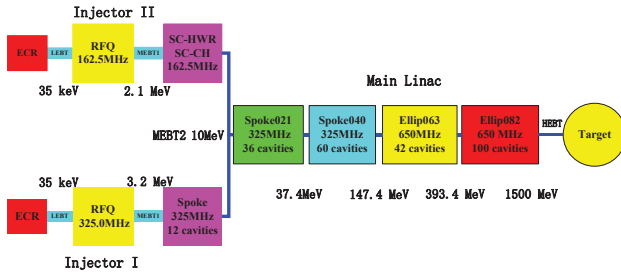 Injector II
ECR
LEBT
RFQ
162.5MHz
MEBT1
SC-HWR
SC-CH
162.5MHz
35 keV
2.1 MeV
Main Linac
MEBT2 10MeV
Spoke021
325MHz
36 cavities
Spoke040
325MHz
60 cavities
Ellip063
650MHz
42 cavities
Ellip082
650 MHz
100 cavities
HEBT
Target
37.4MeV
147.4 MeV
393.4 MeV
1500 MeV
35 keV
3.2 MeV
ECR
LEBT
RFQ
325.0MHz
MEBT1
Spoke
325MHz
12 cavities
Injector I